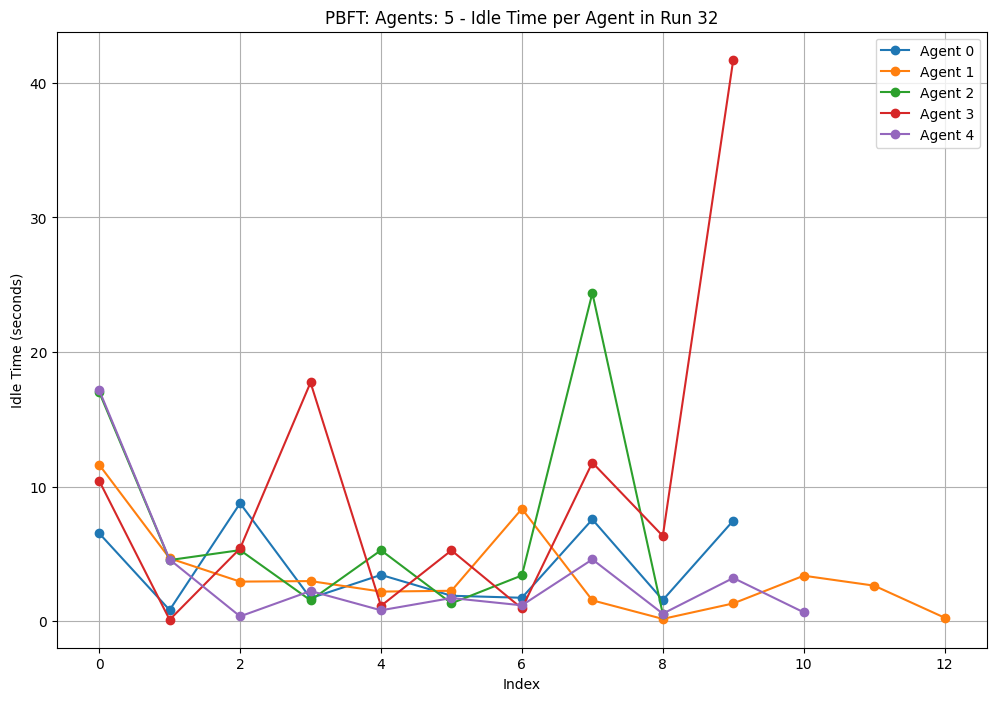 PBFT: Agents: 5 - Idle Time per Agent in Run 32
Agent 0
Agent 1
Agent 2
Agent 3
Agent 4
Idle Time (seconds)
40
30
20
10
0
0 2 4 6 8 10 12
Index